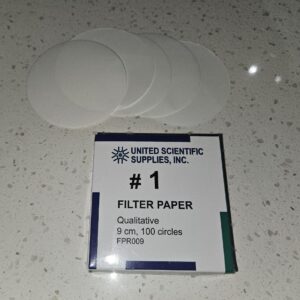 UNITED SCIENTIFIC
SUPPLIES, INC.
# 1
FILTER PAPER
Qualitative
9 cm, 100 circles
FPR009